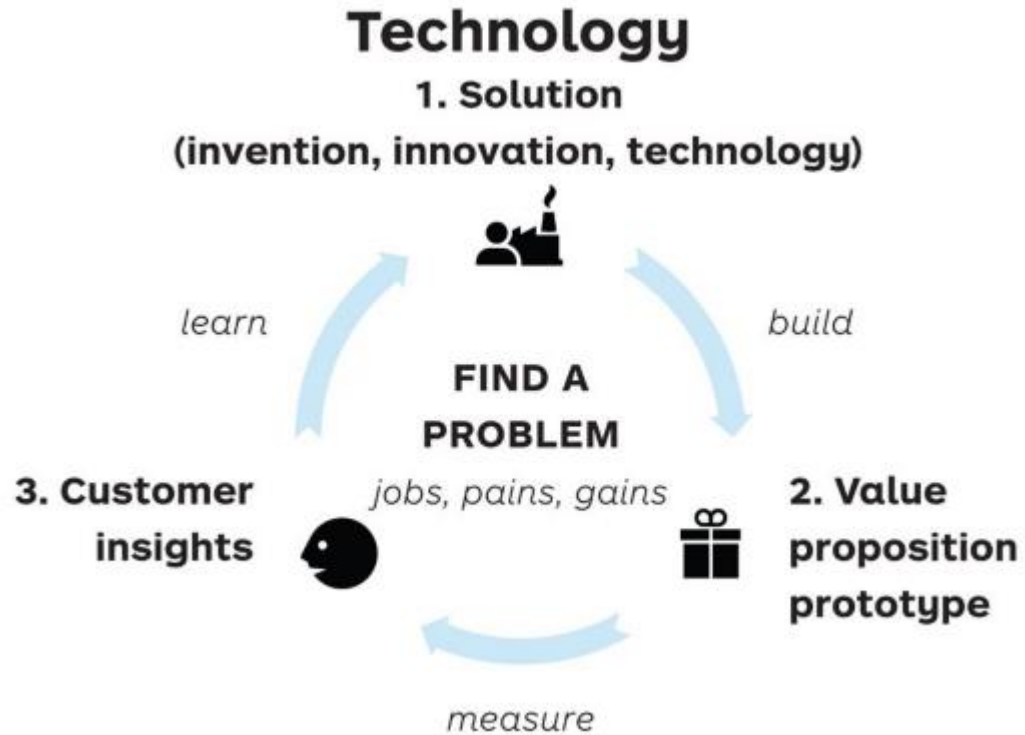 Technology
1. Solution
(invention, innovation, technology)
learn
build
FIND A
PROBLEM
jobs, pains, gains
3. Customer
insights
2. Value
proposition
prototype
measure